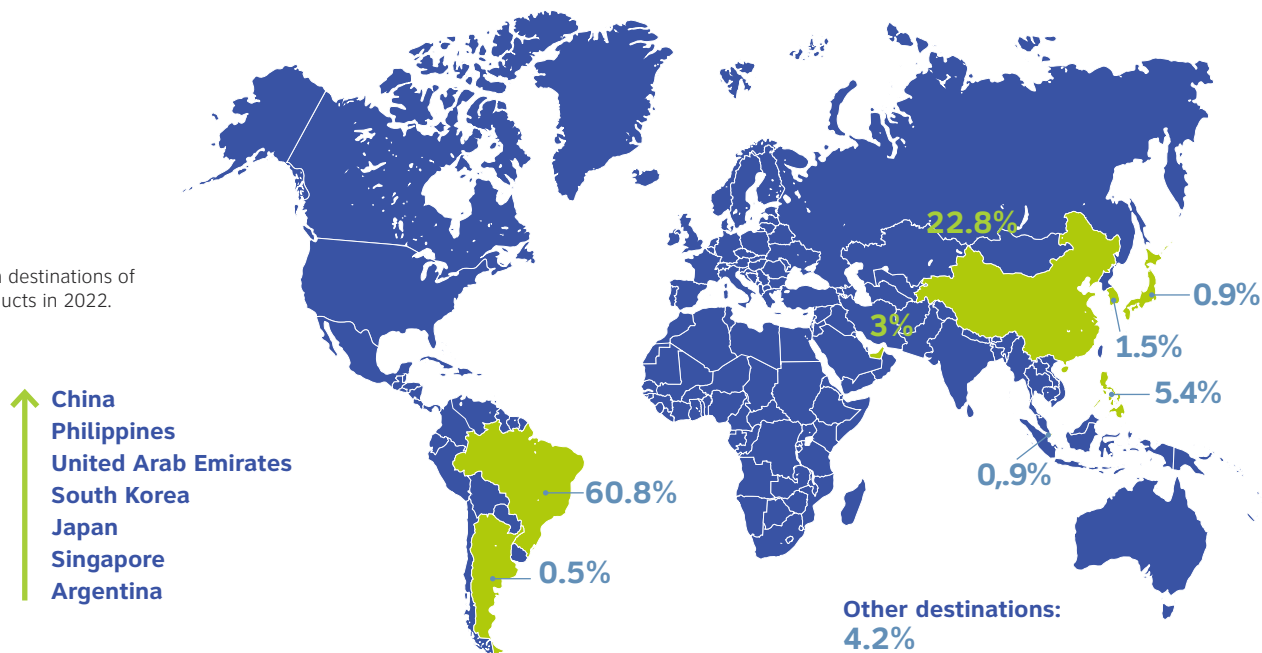 destinations of
ucts in 2022.
China
Philippines
United Arab Emirates
South Korea
Japan
Singapore
Argentina
22.8%
3%
0.9%
1.5%
5.4%
0,.9%
60.8%
0.5%
Other destinations:
4.2%